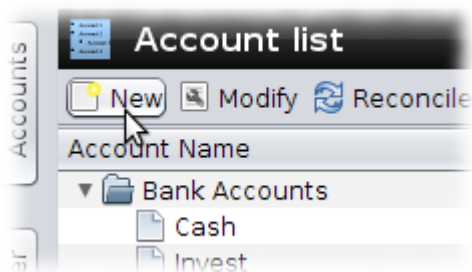 Account list
Accounts
New Modify Reconcile
Account Name
Bank Accounts
Cash
Invest